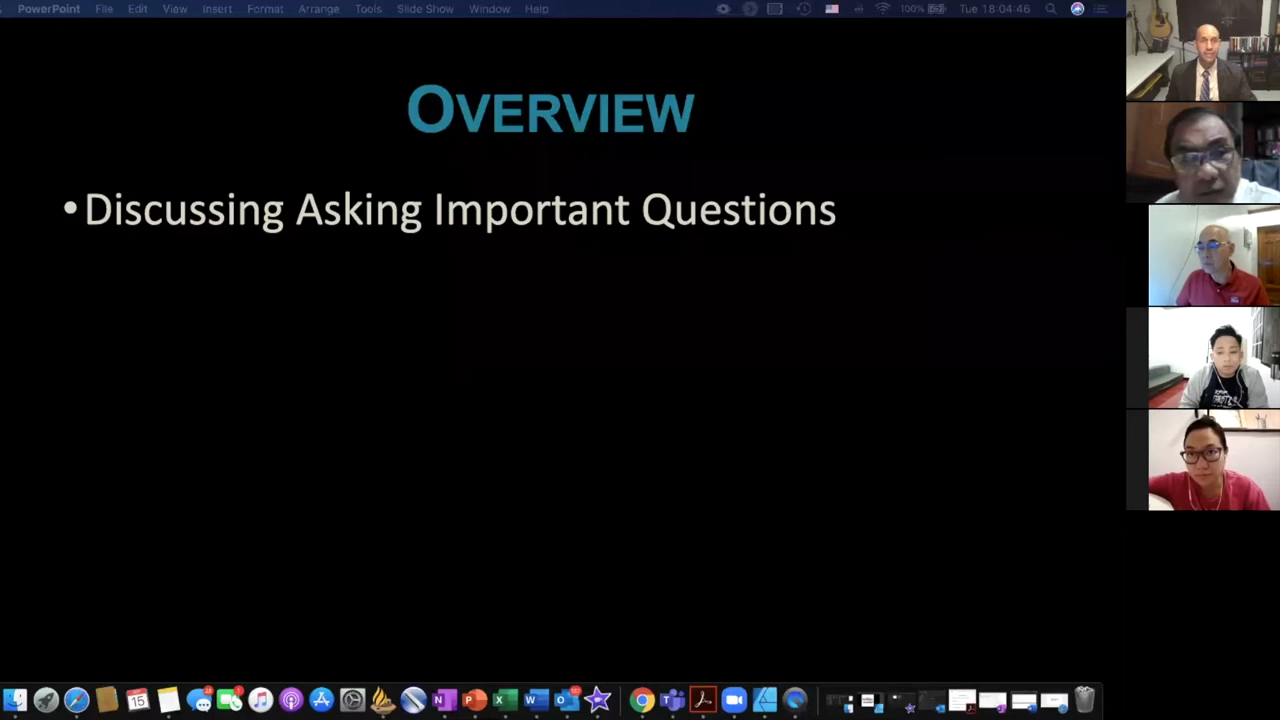 PowerPoint File Edit View Insert Format Arrange Tools Slide Show Window Help 100% Tue 18:04:46
OVERVIEW
• Discussing Asking Important Questions
15